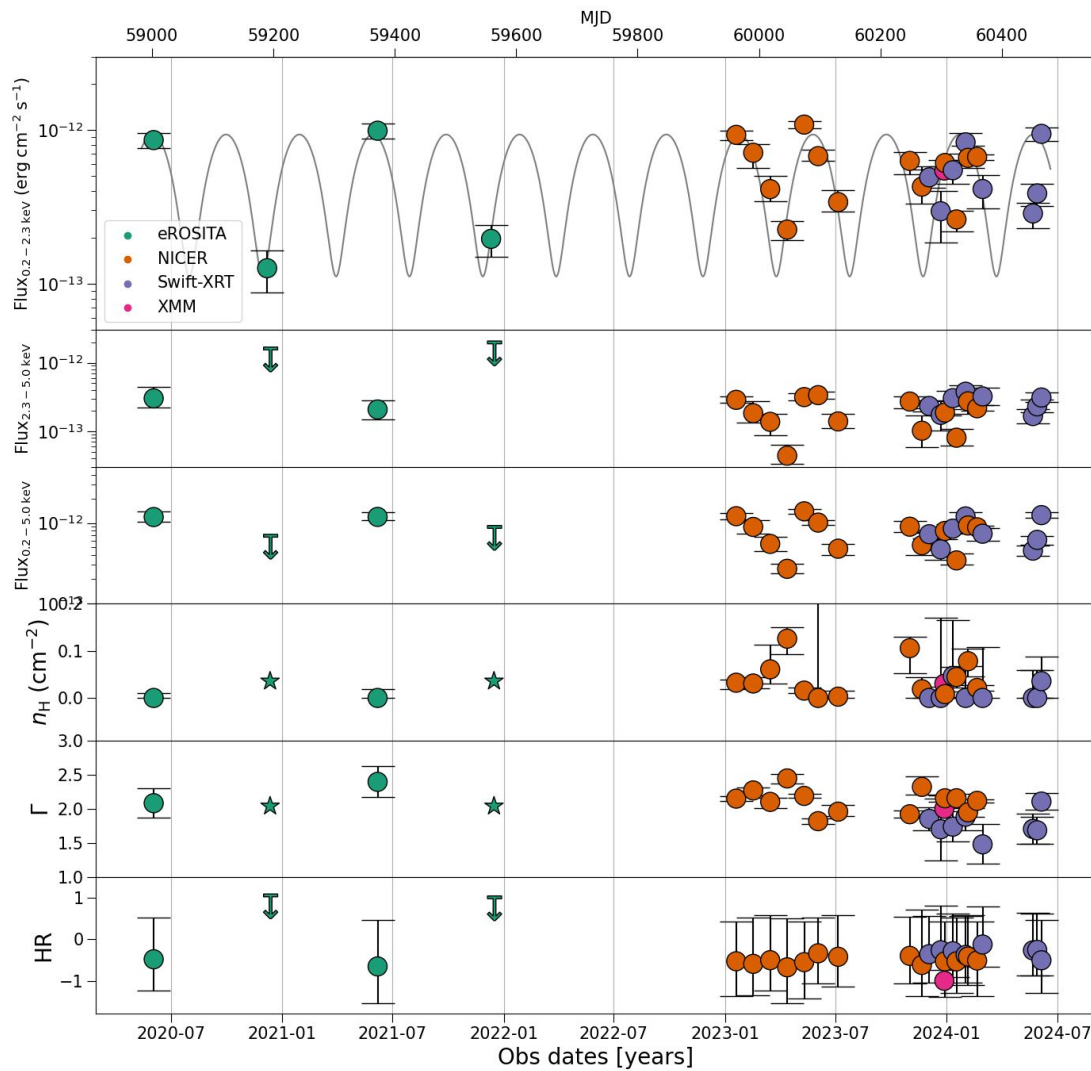 MJD
59000 59200 59400 59600 59800 60000 60200 60400
Flux0.2−2.3 keV (erg cm−2 s−1)
10−12
10−13
eROSITA
NICER
Swift-XRT
XMM
Flux2.3−5.0 keV
10−12
10−13
Flux0.2−5.0 keV
10−12
10−13
nH (cm−2)
0.2
0.1
0.0
Γ
3.0
2.5
2.0
1.5
1.0
HR
1
0
−1
2020-07 2021-01 2021-07 2022-01 2022-07 2023-01 2023-07 2024-01 2024-07
Obs dates [years]